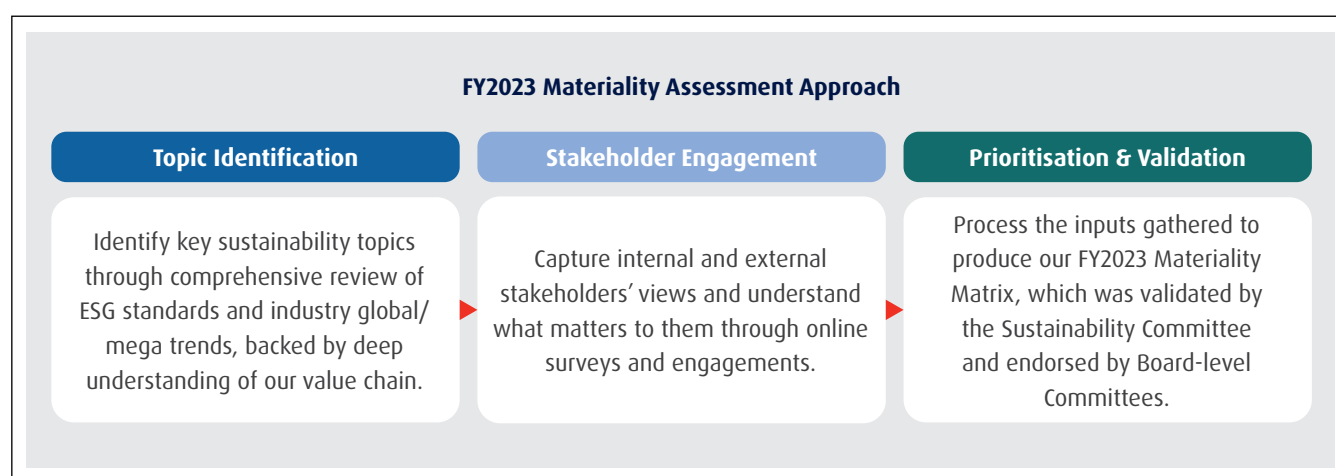 FY2023 Materiality Assessment Approach
Topic Identification
Identify key sustainability topics
through comprehensive review of
ESG standards and industry global/
mega trends, backed by deep
understanding of our value chain.
Stakeholder Engagement
Capture internal and external
stakeholders’ views and understand
what matters to them through online
surveys and engagements.
Prioritisation & Validation
Process the inputs gathered to
produce our FY2023 Materiality
Matrix, which was validated by
the Sustainability Committee
and endorsed by Board-level
Committees.